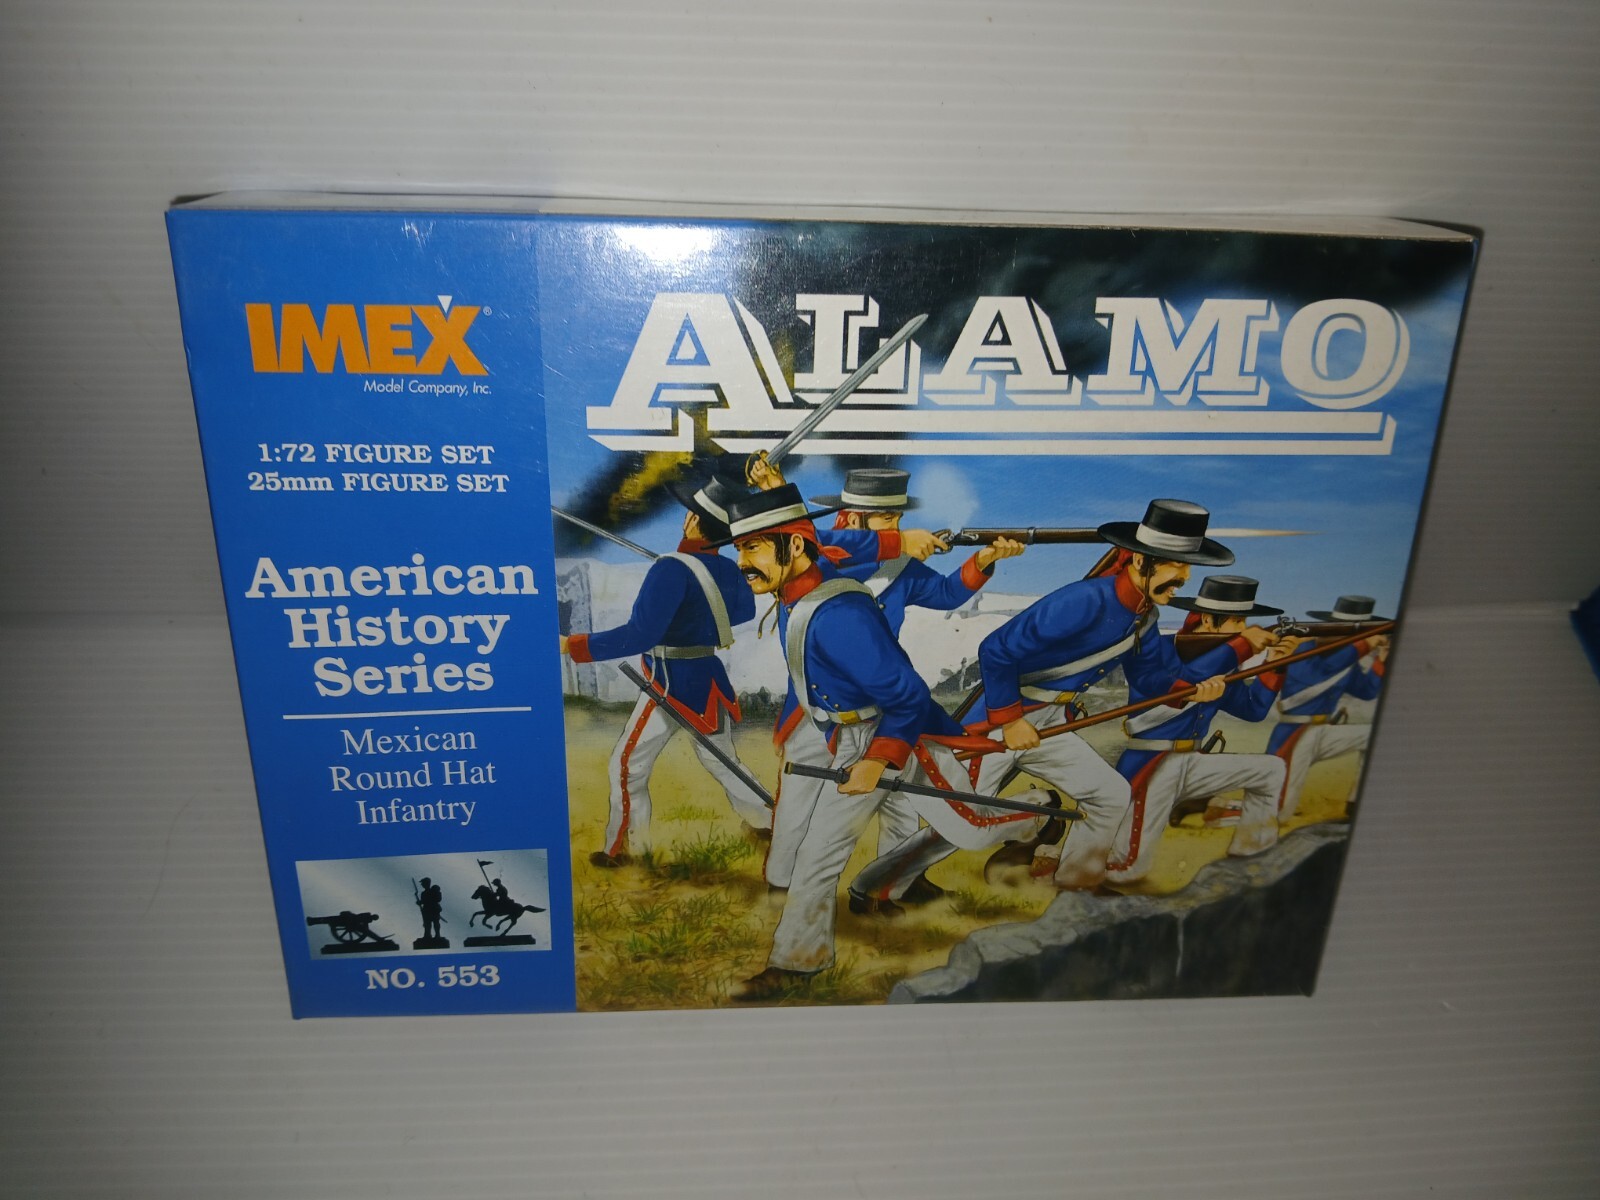 IMEX®
Model Company, Inc.
1:72 FIGURE SET
25mm FIGURE SET
American
History
Series
Mexican
Round Hat
Infantry
NO. 553
ALAMO